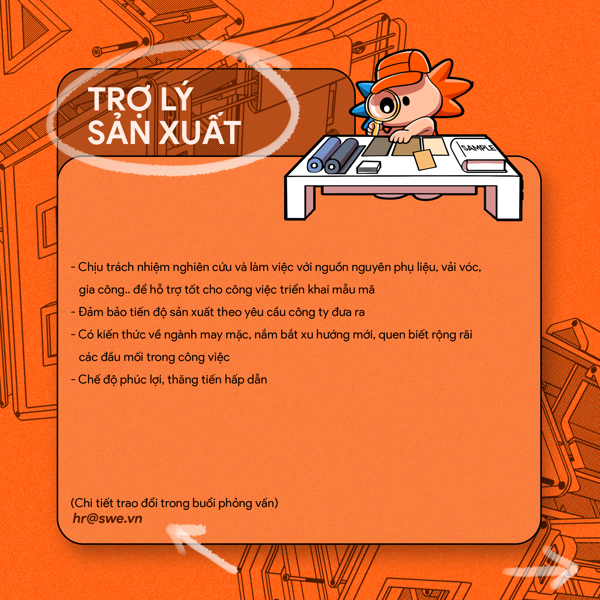 TRỢ LÝ
SẢN XUẤT
SAMPLE
- Chịu trách nhiệm nghiên cứu và làm việc với nguồn nguyên phụ liệu, vải vóc,
gia công.. để hỗ trợ tốt cho công việc triển khai mẫu mã
- Đảm bảo tiến độ sản xuất theo yêu cầu công ty đưa ra
- Có kiến thức về ngành may mặc, nắm bắt xu hướng mới, quen biết rộng rãi
các đầu mối trong công việc
- Chế độ phúc lợi, thăng tiến hấp dẫn
(Chi tiết trao đổi trong buổi phỏng vấn)
hr@swe.vn